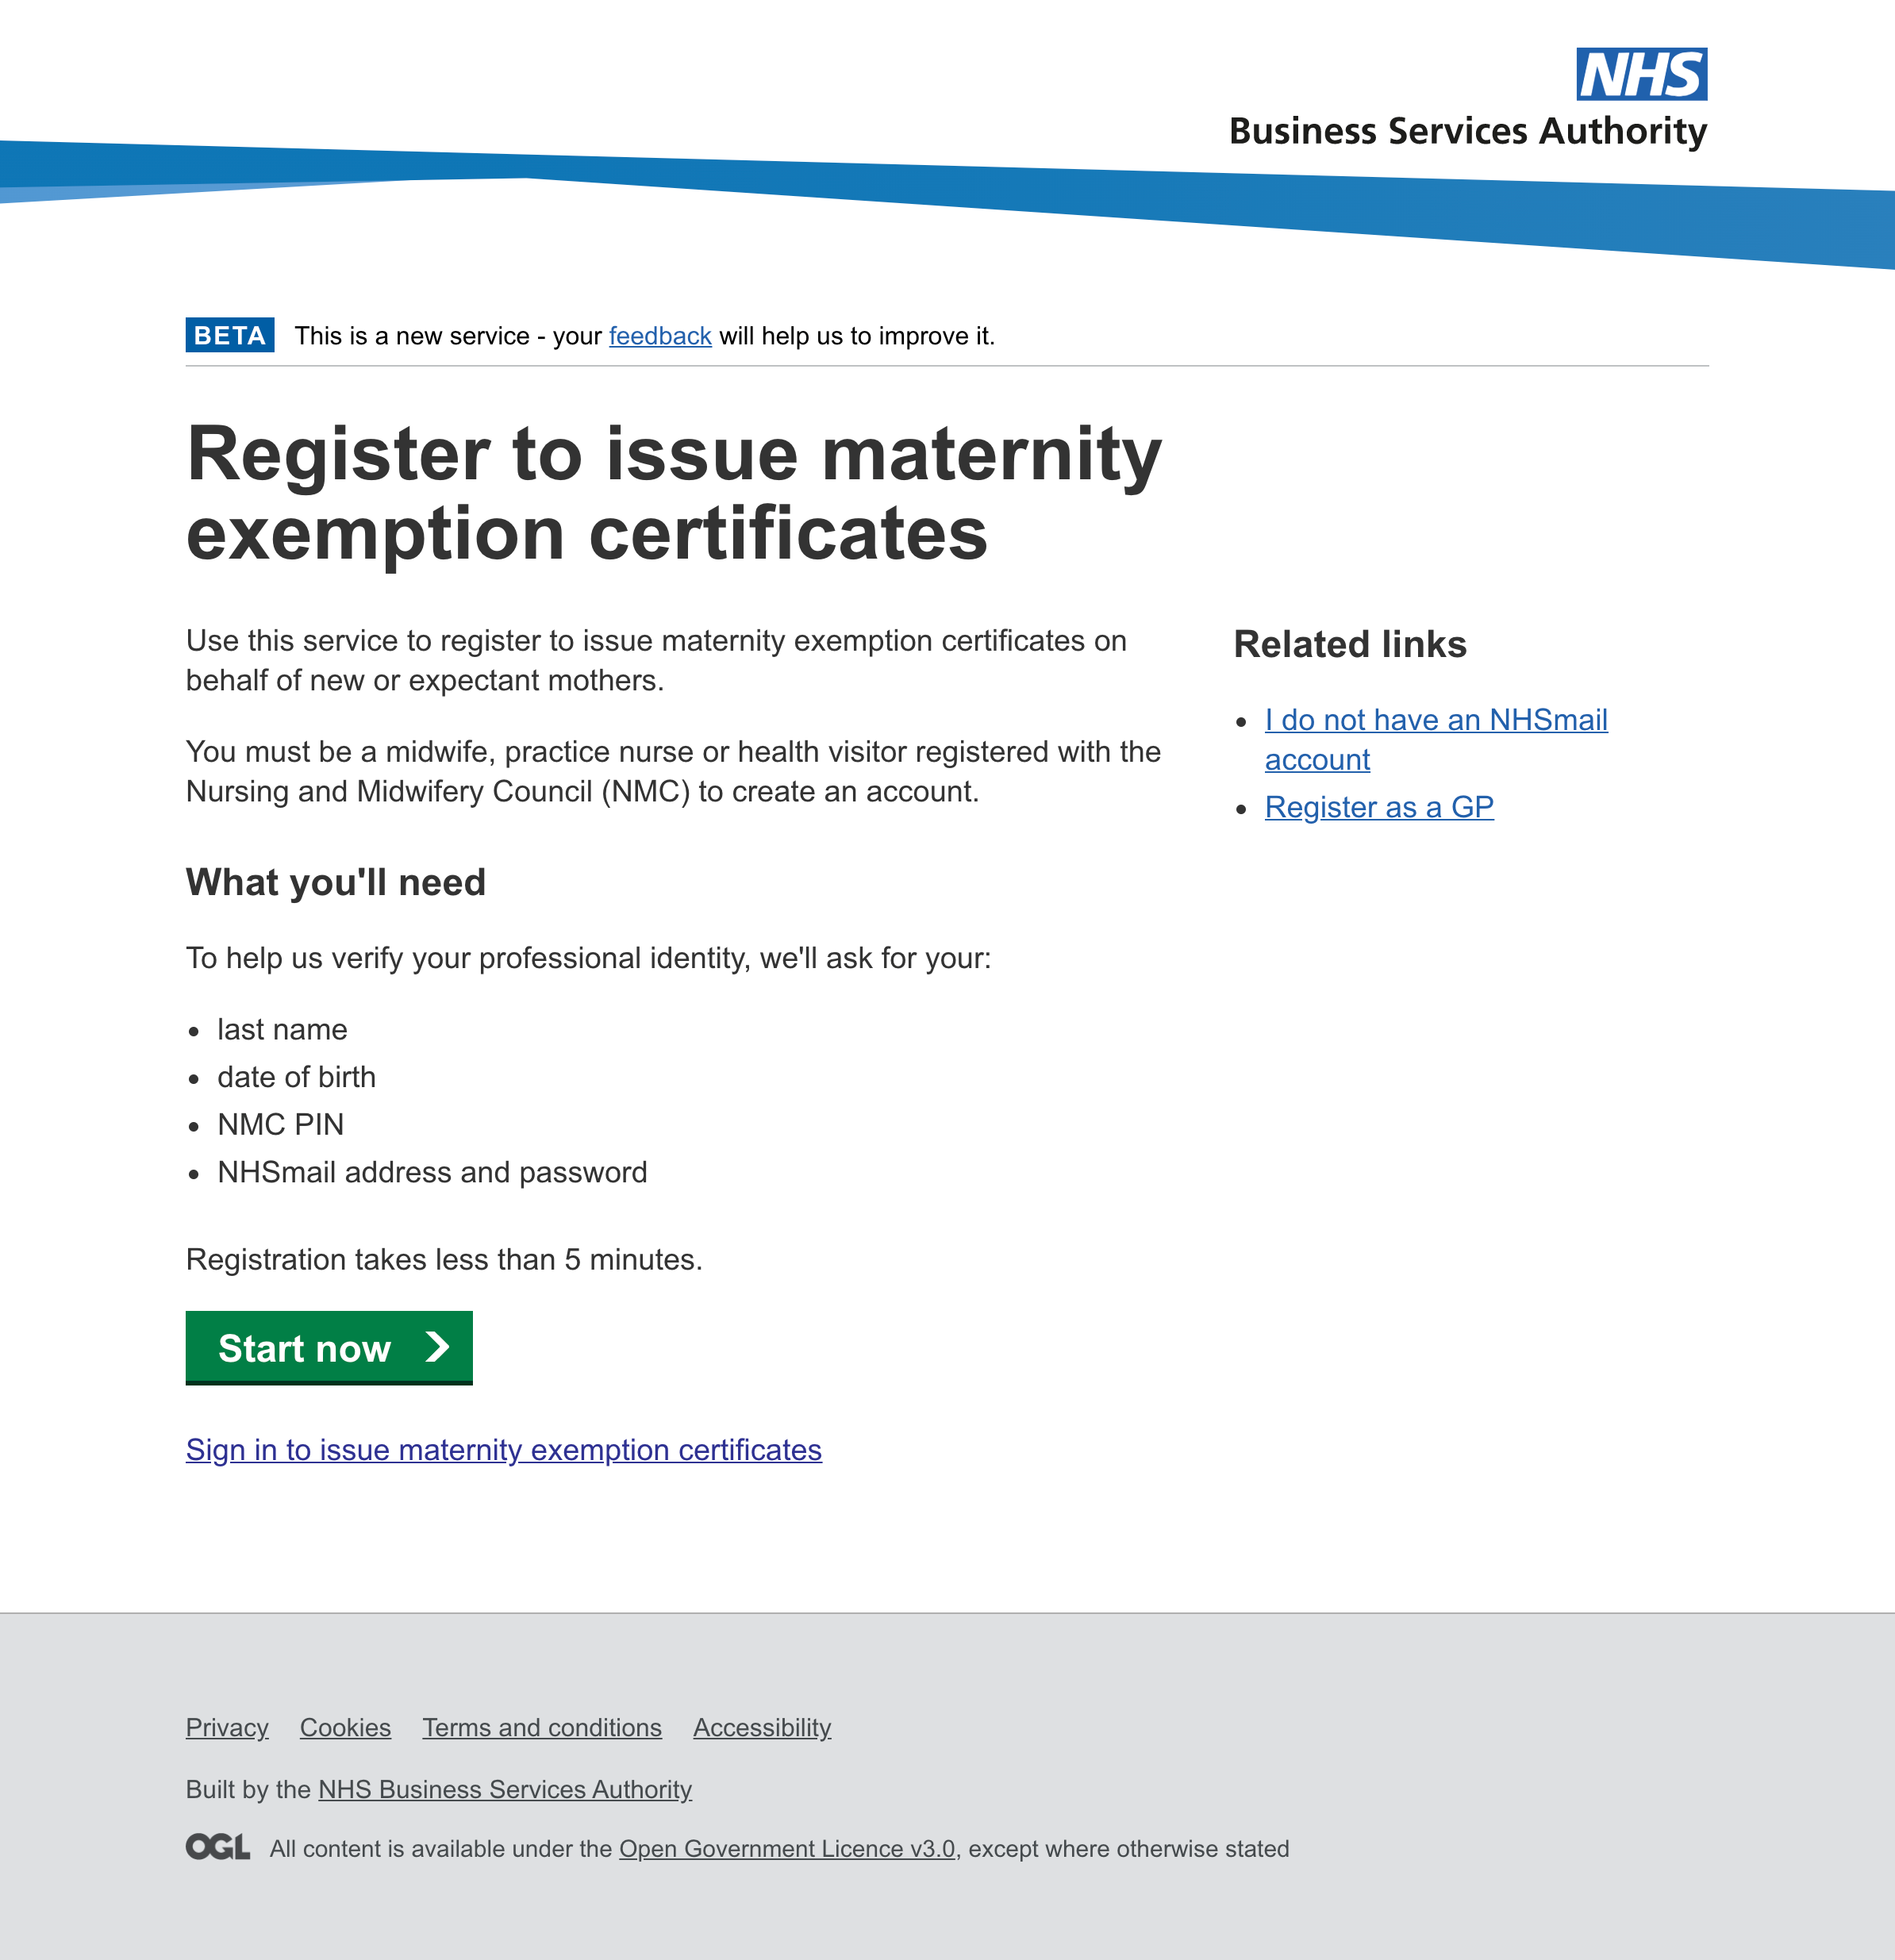 NHS
Business Services Authority
BETA This is a new service - your feedback will help us to improve it.
Register to issue maternity
exemption certificates
Use this service to register to issue maternity exemption certificates on
behalf of new or expectant mothers.
You must be a midwife, practice nurse or health visitor registered with the
Nursing and Midwifery Council (NMC) to create an account.
What you'll need
To help us verify your professional identity, we'll ask for your:
• last name
• date of birth
• NMC PIN
• NHSmail address and password
Registration takes less than 5 minutes.
Start now
Sign in to issue maternity exemption certificates
Related links
• I do not have an NHSmail
account
• Register as a GP
Privacy Cookies Terms and conditions Accessibility
Built by the NHS Business Services Authority
OGL All content is available under the Open Government Licence v3.0, except where otherwise stated